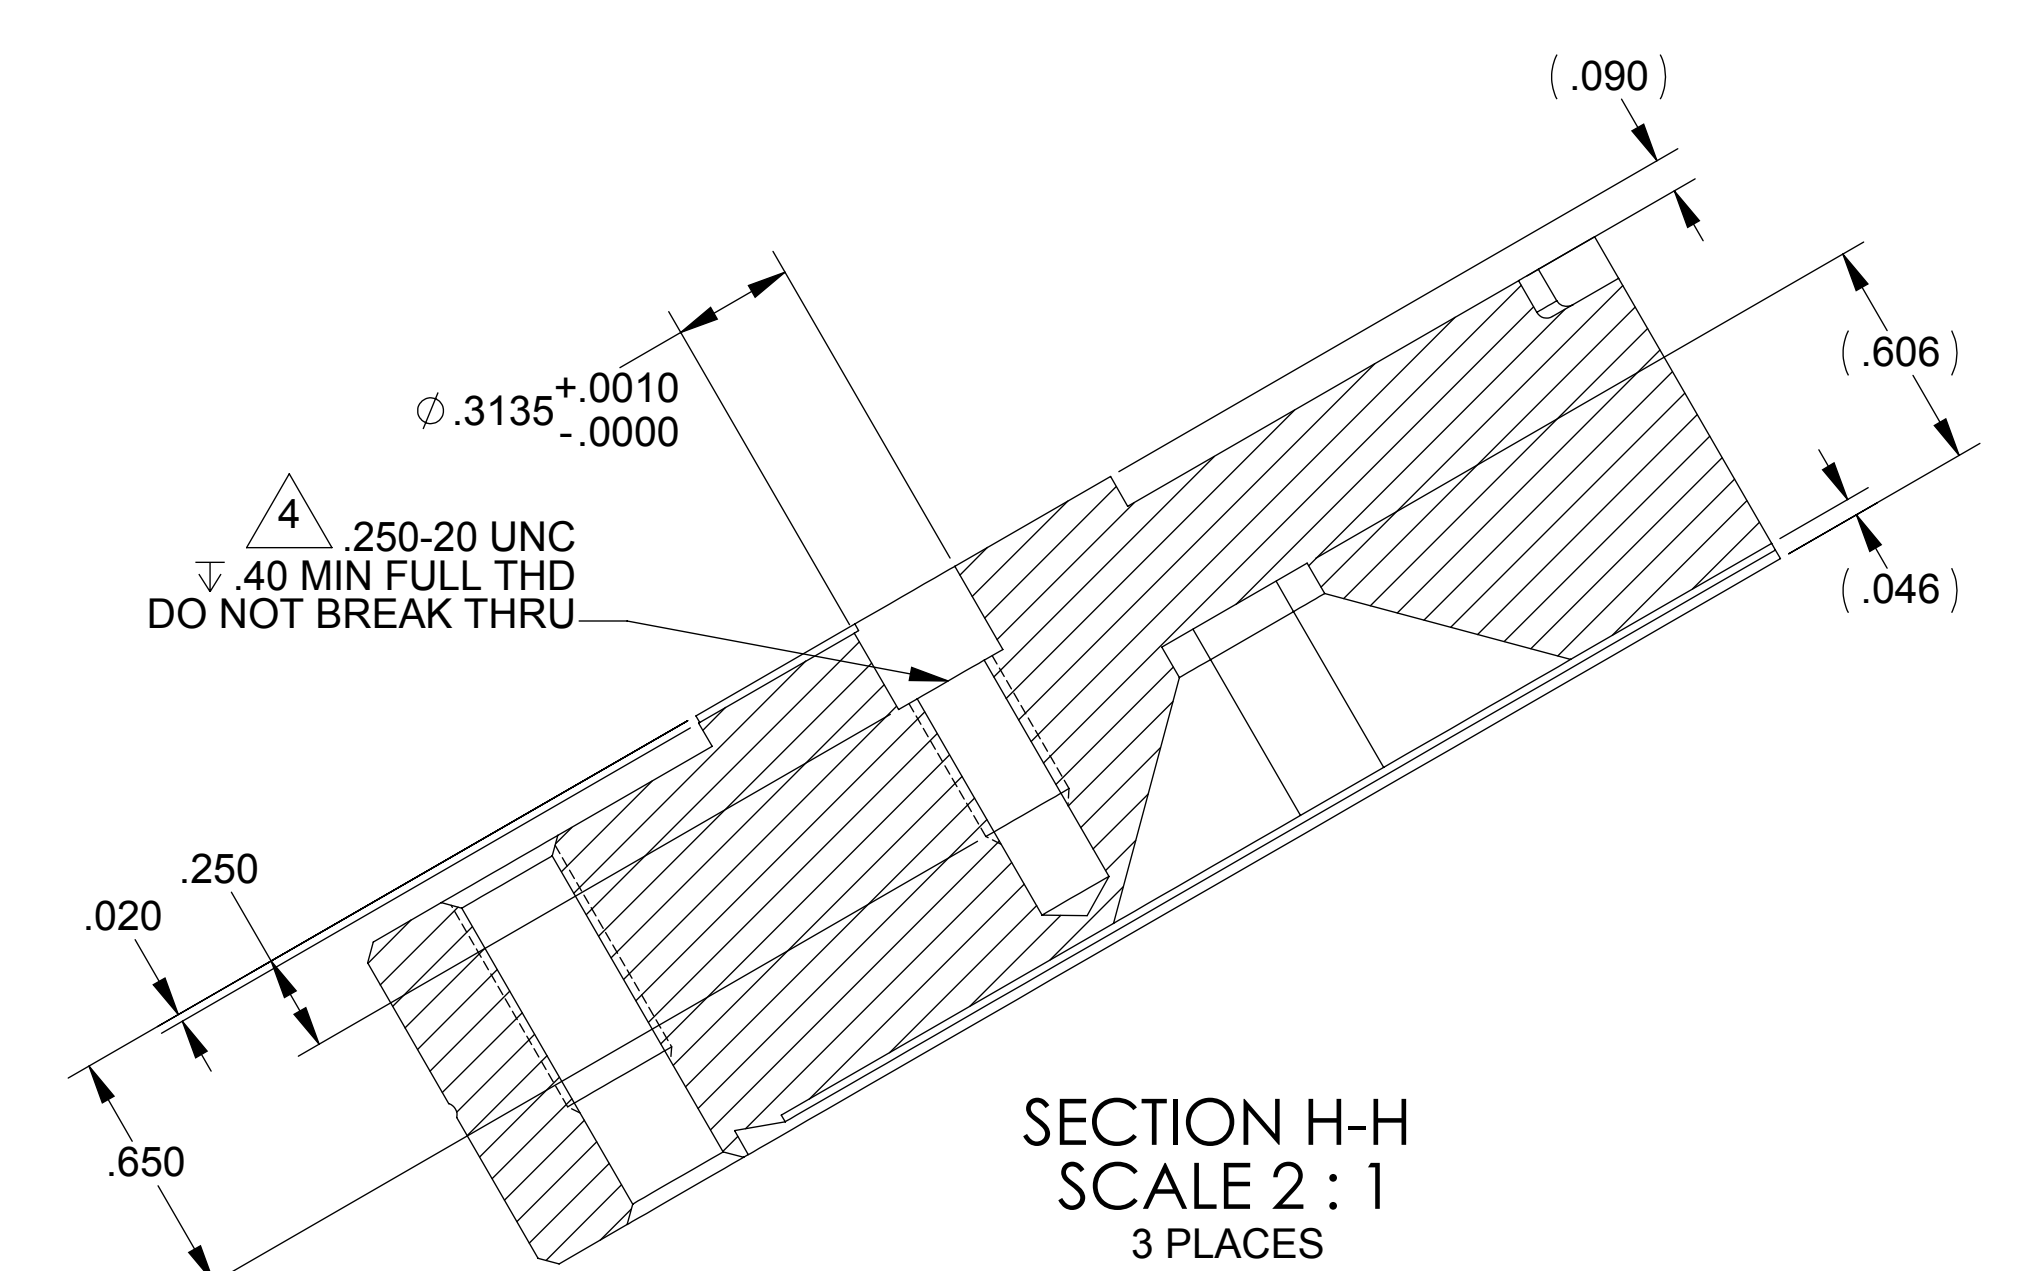 (.090)
⌀ .3135 +.0010
-.0000
(.606)
4 .250-20 UNC
↧ .40 MIN FULL THD
DO NOT BREAK THRU
(.046)
.250
.020
.650
SECTION H-H
SCALE 2 : 1
3 PLACES